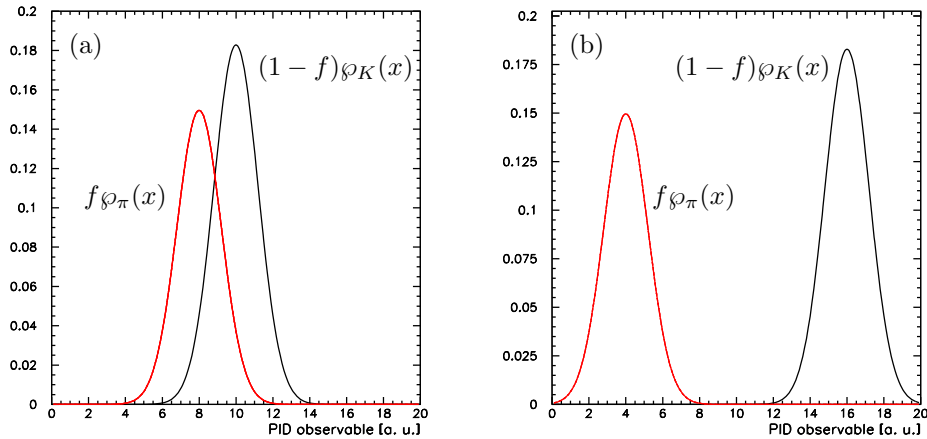 (a)
(1 − f)℘K(x)
f℘π(x)
0.2
0.18
0.16
0.14
0.12
0.1
0.08
0.06
0.04
0.02
0
0 2 4 6 8 10 12 14 16 18 20
PID observable [a. u.]
(b)
(1 − f)℘K(x)
f℘π(x)
0.2
0.175
0.15
0.125
0.1
0.075
0.05
0.025
0
0 2 4 6 8 10 12 14 16 18 20
PID observable [a. u.]